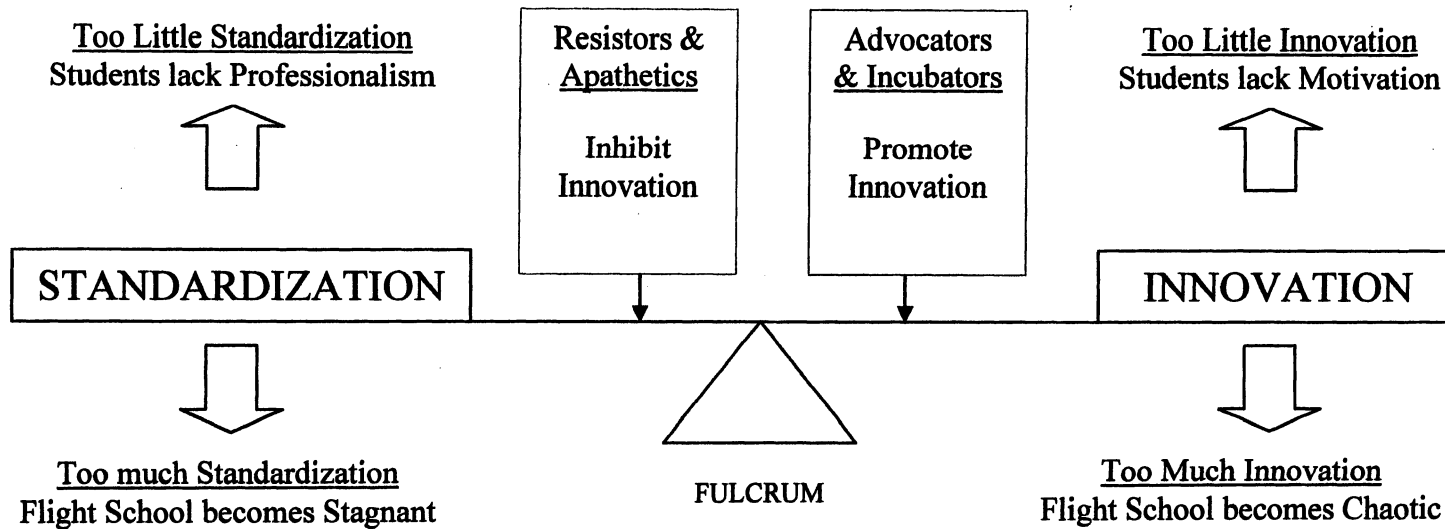 Too Little Standardization
Students lack Professionalism
Resistors &
Apathetics
Inhibit
Innovation
Advocators
& Incubators
Promote
Innovation
Too Little Innovation
Students lack Motivation
STANDARDIZATION
INNOVATION
Too much Standardization
Flight School becomes Stagnant
FULCRUM
Too Much Innovation
Flight School becomes Chaotic